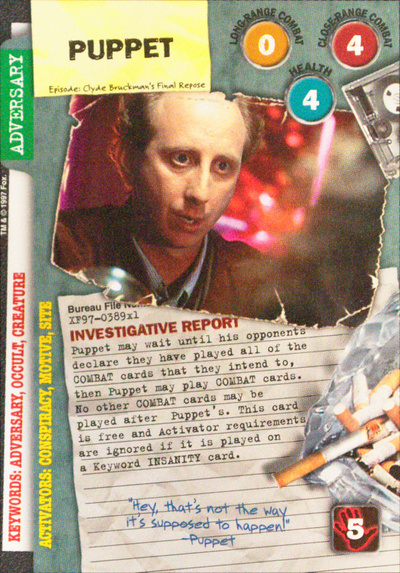 PUPPET
Episode: Clyde Bruckman's Final Repose
LONG-RANGE COMBAT
0
CLOSE-RANGE COMBAT
4
HEALTH
4
ADVERSARY
TM & © 1997 Fox.
KEYWORDS: ADVERSARY, OCCULT, CREATURE
ACTIVATORS: CONSPIRACY, MOTIVE, SITE
Bureau File
XF97-0389x1
INVESTIGATIVE REPORT
Puppet may wait until his opponents
declare they have played all of the
COMBAT cards that they intend to,
then Puppet may play COMBAT cards.
No other COMBAT cards may be
played after Puppet's. This card
is free and Activator requirements
are ignored if it is played on
a Keyword INSANITY card.
"Hey, that's not the way
it's supposed to happen!"
-Puppet
5